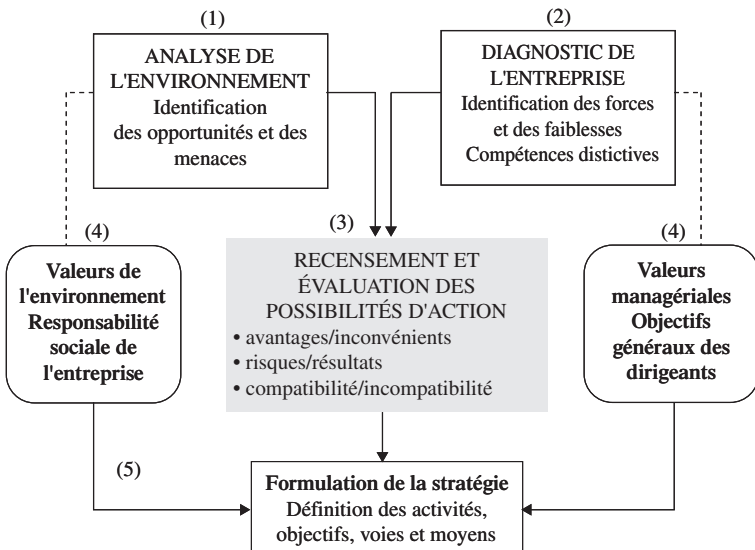 (1)
ANALYSE DE
L'ENVIRONNEMENT
Identification
des opportunités et des
menaces
(2)
DIAGNOSTIC DE
L'ENTREPRISE
Identification des forces
et des faiblesses
Compétences distictives
(3)
RECENSEMENT ET
ÉVALUATION DES
POSSIBILITÉS D'ACTION
• avantages/inconvénients
• risques/résultats
• compatibilité/incompatibilité
(4)
Valeurs de
l'environnement
Responsabilité
sociale de
l'entreprise
(4)
Valeurs
managériales
Objectifs
généraux des
dirigeants
(5)
Formulation de la stratégie
Définition des activités,
objectifs, voies et moyens